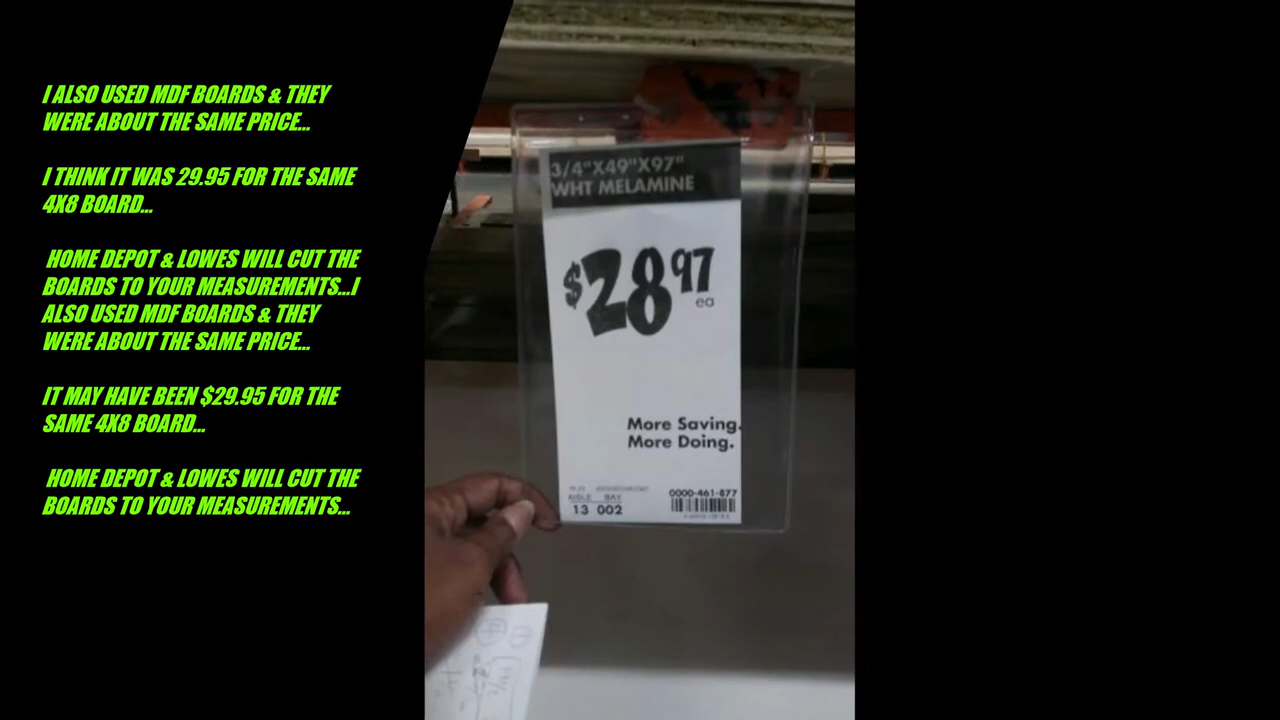 I ALSO USED MDF BOARDS & THEY
WERE ABOUT THE SAME PRICE...
I THINK IT WAS 29.95 FOR THE SAME
4X8 BOARD...
HOME DEPOT & LOWES WILL CUT THE
BOARDS TO YOUR MEASUREMENTS...I
ALSO USED MDF BOARDS & THEY
WERE ABOUT THE SAME PRICE...
IT MAY HAVE BEEN $29.95 FOR THE
SAME 4X8 BOARD...
HOME DEPOT & LOWES WILL CUT THE
BOARDS TO YOUR MEASUREMENTS...
3/4"X49"X97"
WHT MELAMINE
$28 97
ea
More Saving.
More Doing.
AISLE BAY
13 002
0000-461-877